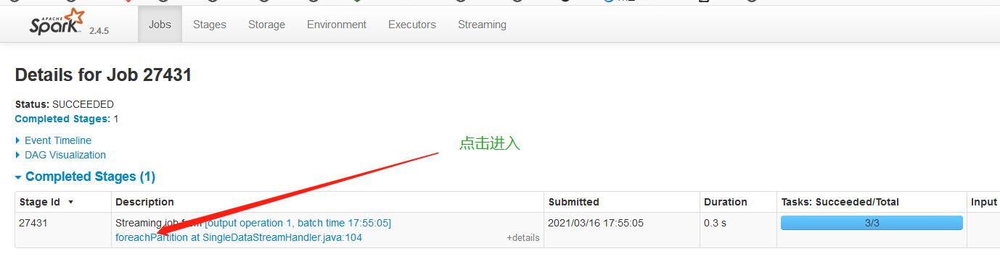 APACHE
Spark 2.4.5
Jobs Stages Storage Environment Executors Streaming
Details for Job 27431
Status: SUCCEEDED
Completed Stages: 1
Event Timeline
点击进入
DAG Visualization
Completed Stages (1)
Stage Id Description Submitted Duration Tasks: Succeeded/Total Input
27431 Streaming job from [output operation 1, batch time 17:55:05] 2021/03/16 17:55:05 0.3 s 3/3
foreachPartition at SingleDataStreamHandler.java:104 +details